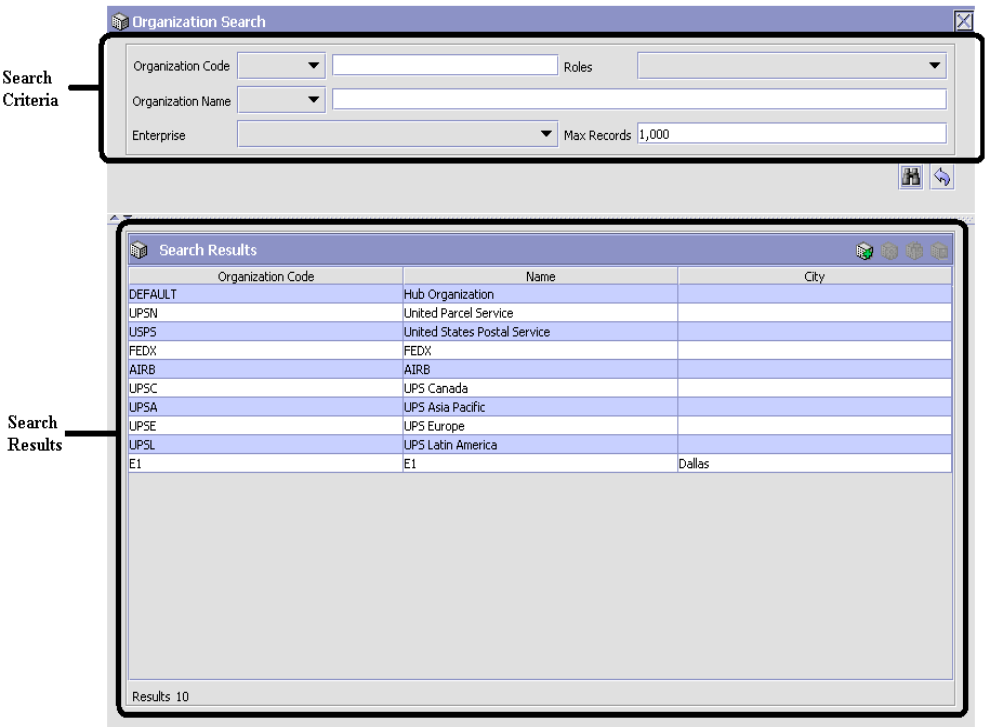 Organization Search
Search
Criteria
Organization Code
Roles
Organization Name
Enterprise
Max Records 1,000
Search
Results
Search Results
Organization Code Name City
DEFAULT Hub Organization
UPSN United Parcel Service
USPS United States Postal Service
FEDX FEDX
AIRB AIRB
UPSC UPS Canada
UPSA UPS Asia Pacific
UPSE UPS Europe
UPSL UPS Latin America
E1 E1 Dallas
Results 10